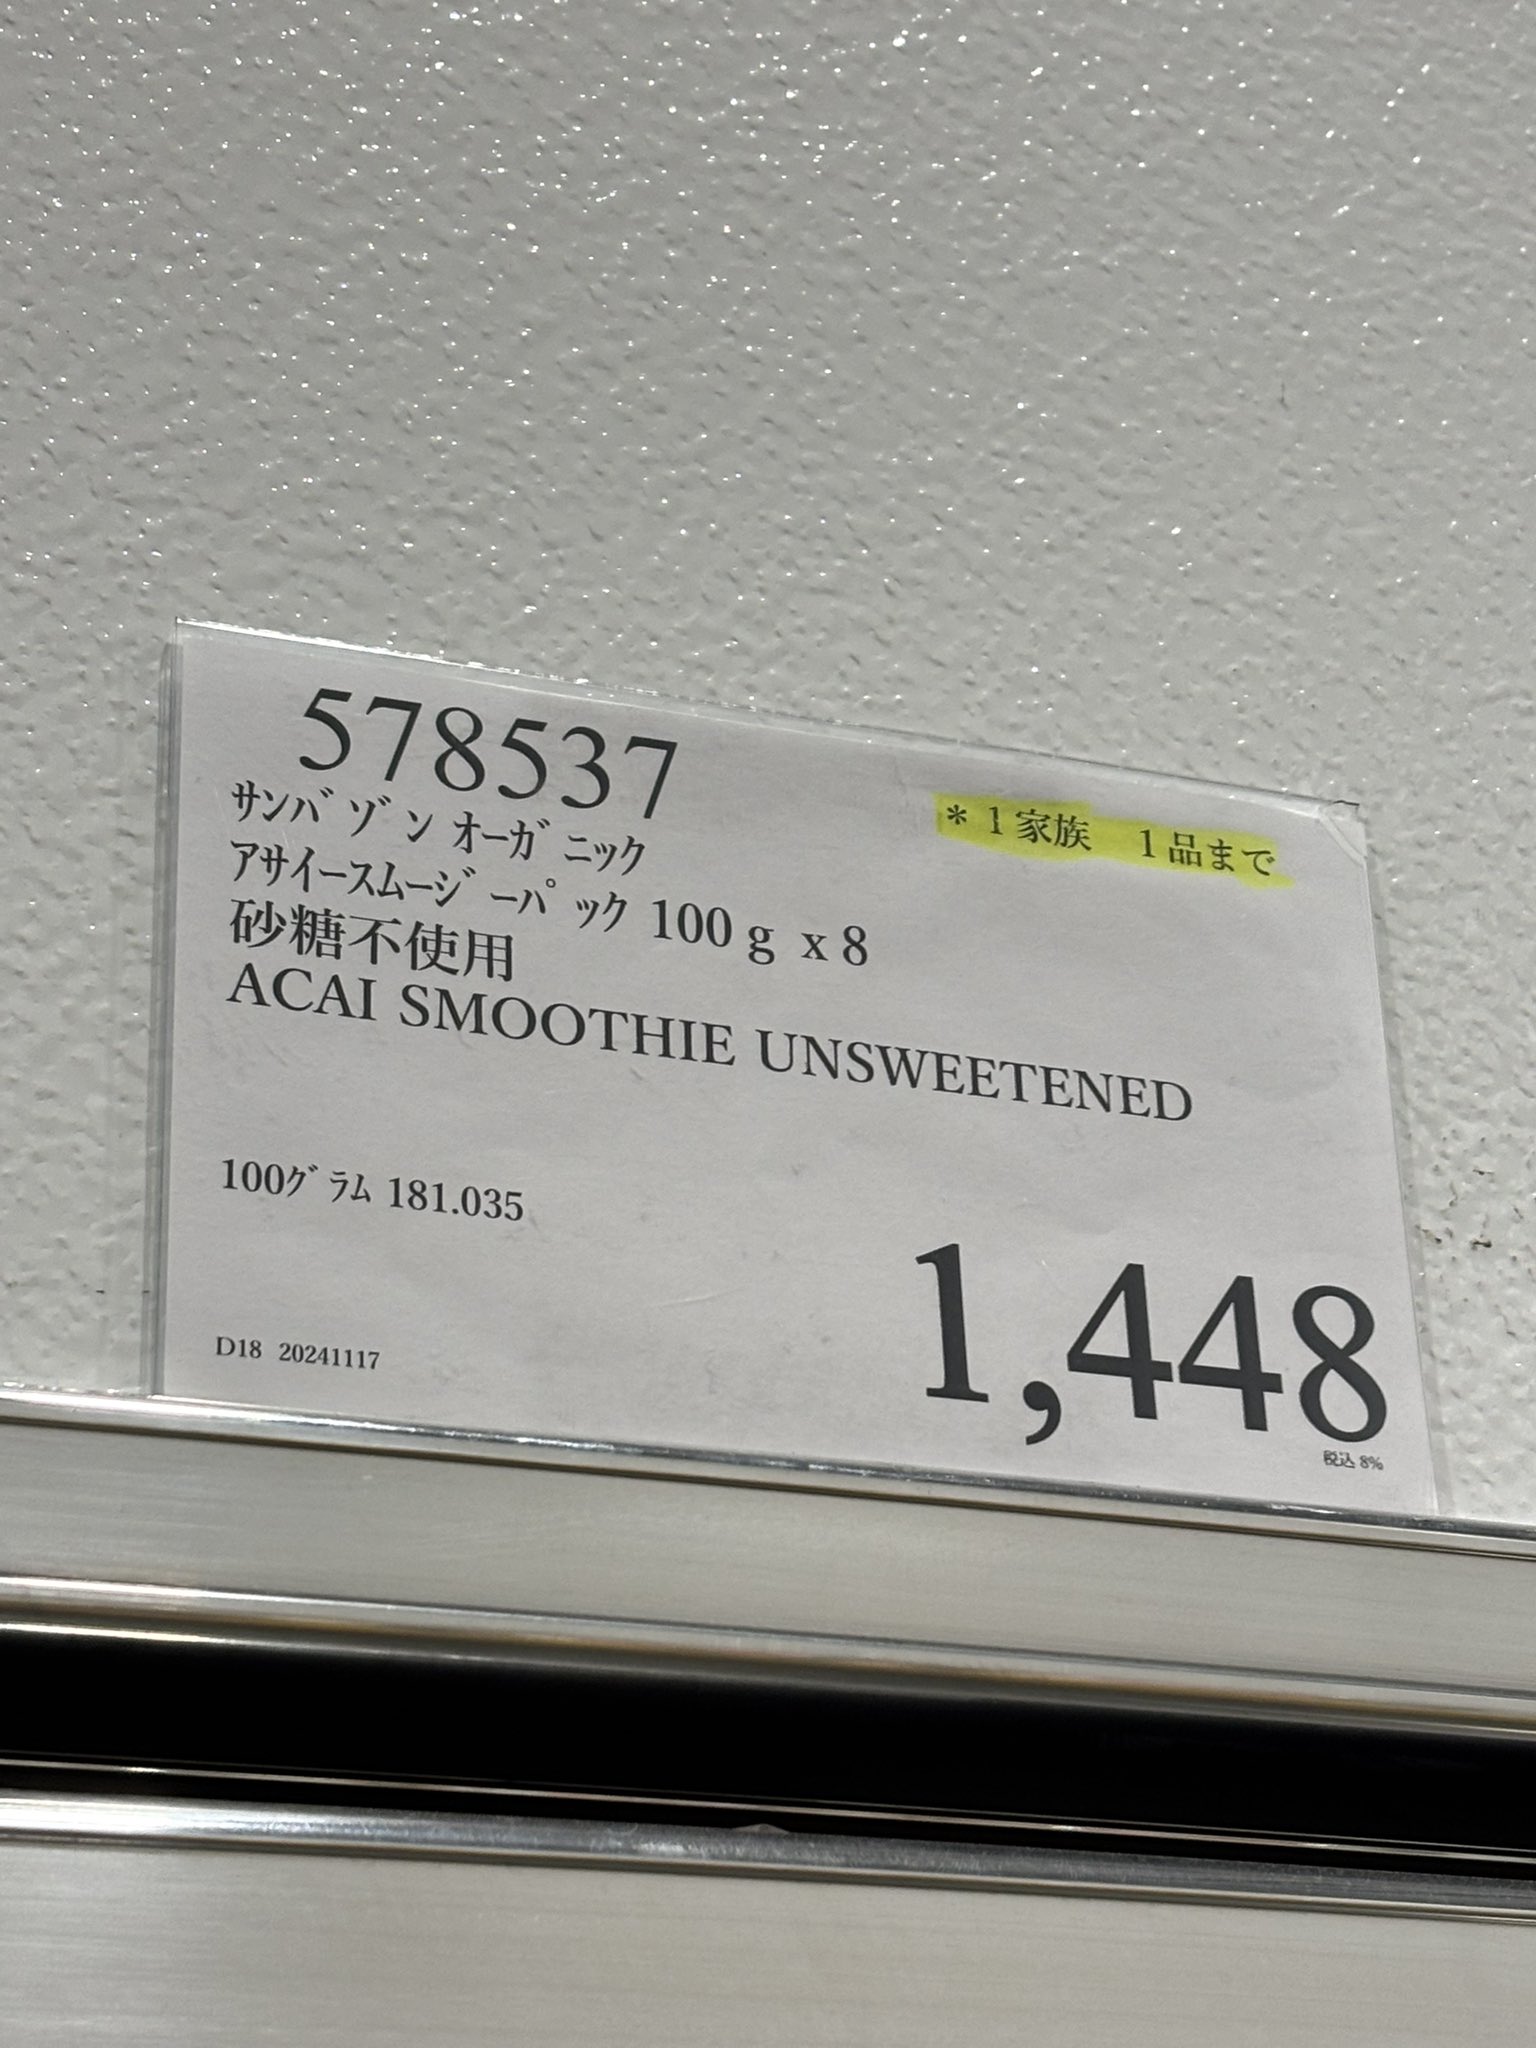 578537
サンバゾン オーガニック
アサイースムージーパック 100g x 8
砂糖不使用
ACAI SMOOTHIE UNSWEETENED
*1家族 1品まで
100グラム 181.035
1,448
税込 8%
D18 20241117